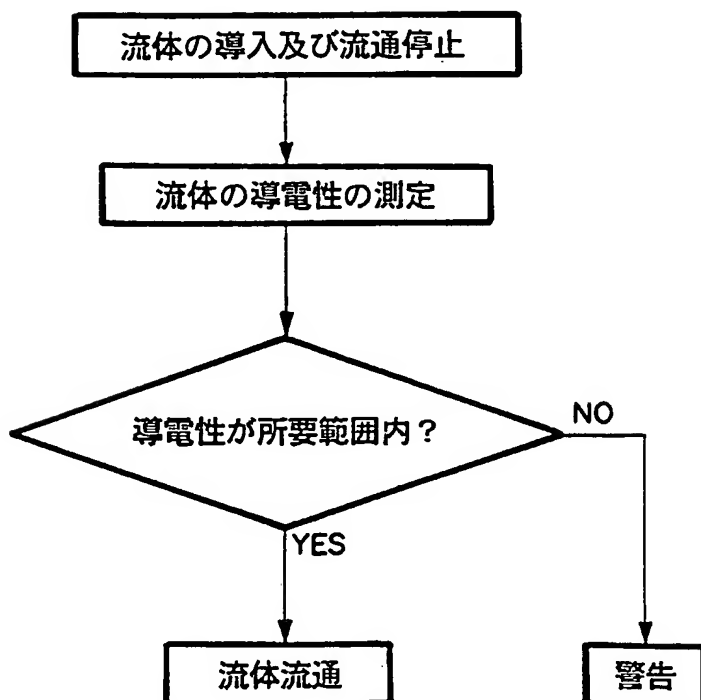 流体の導入及び流通停止
流体の導電性の測定
導電性が所要範囲内？
NO
YES
流体流通
警告